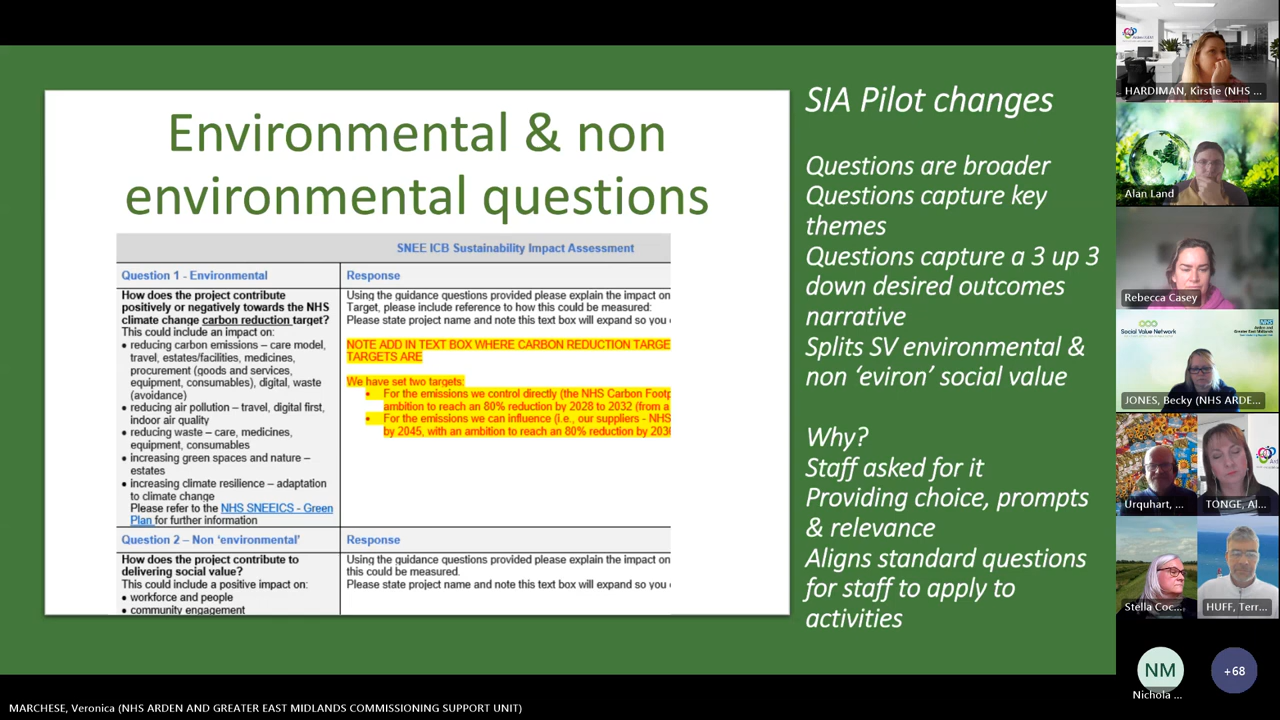 Environmental & non
environmental questions
SNEE ICB Sustainability Impact Assessment
Question 1 - Environmental
Response
How does the project contribute
positively or negatively towards the NHS
climate change carbon reduction target?
This could include an impact on:
• reducing carbon emissions – care model,
travel, estates/facilities, medicines,
procurement (goods and services,
equipment, consumables), digital, waste
(avoidance)
• reducing air pollution – travel, digital first,
indoor air quality
• reducing waste – care, medicines,
equipment, consumables
• increasing green spaces and nature –
estates
• increasing climate resilience – adaptation
to climate change
Please refer to the NHS SNEEICS - Green
Plan for further information
Using the guidance questions provided please explain the impact on
Target, please include reference to how this could be measured:
Please state project name and note this text box will expand so you
NOTE ADD IN TEXT BOX WHERE CARBON REDUCTION TARGE
TARGETS ARE
We have set two targets:
• For the emissions we control directly (the NHS Carbon Footp
ambition to reach an 80% reduction by 2028 to 2032 (from a
• For the emissions we can influence (i.e., our suppliers - NHS
by 2045, with an ambition to reach an 80% reduction by 203
Question 2 – Non 'environmental'
Response
How does the project contribute to
delivering social value?
This could include a positive impact on:
• workforce and people
• community engagement
Using the guidance questions provided please explain the impact on
this could be measured.
Please state project name and note this text box will expand so you
SIA Pilot changes
Questions are broader
Questions capture key
themes
Questions capture a 3 up 3
down desired outcomes
narrative
Splits SV environmental &
non 'eviron' social value
Why?
Staff asked for it
Providing choice, prompts
& relevance
Aligns standard questions
for staff to apply to
activities
HARDIMAN, Kirstie (NHS ...
Alan Land
Rebecca Casey
Social Value Network
NHS
JONES, Becky (NHS ARDE...
Urquhart, ...
TONGE, Al...
Stella Coc...
HUFF, Terr...
NM
Nichola ...
+68
MARCHESE, Veronica (NHS ARDEN AND GREATER EAST MIDLANDS COMMISSIONING SUPPORT UNIT)